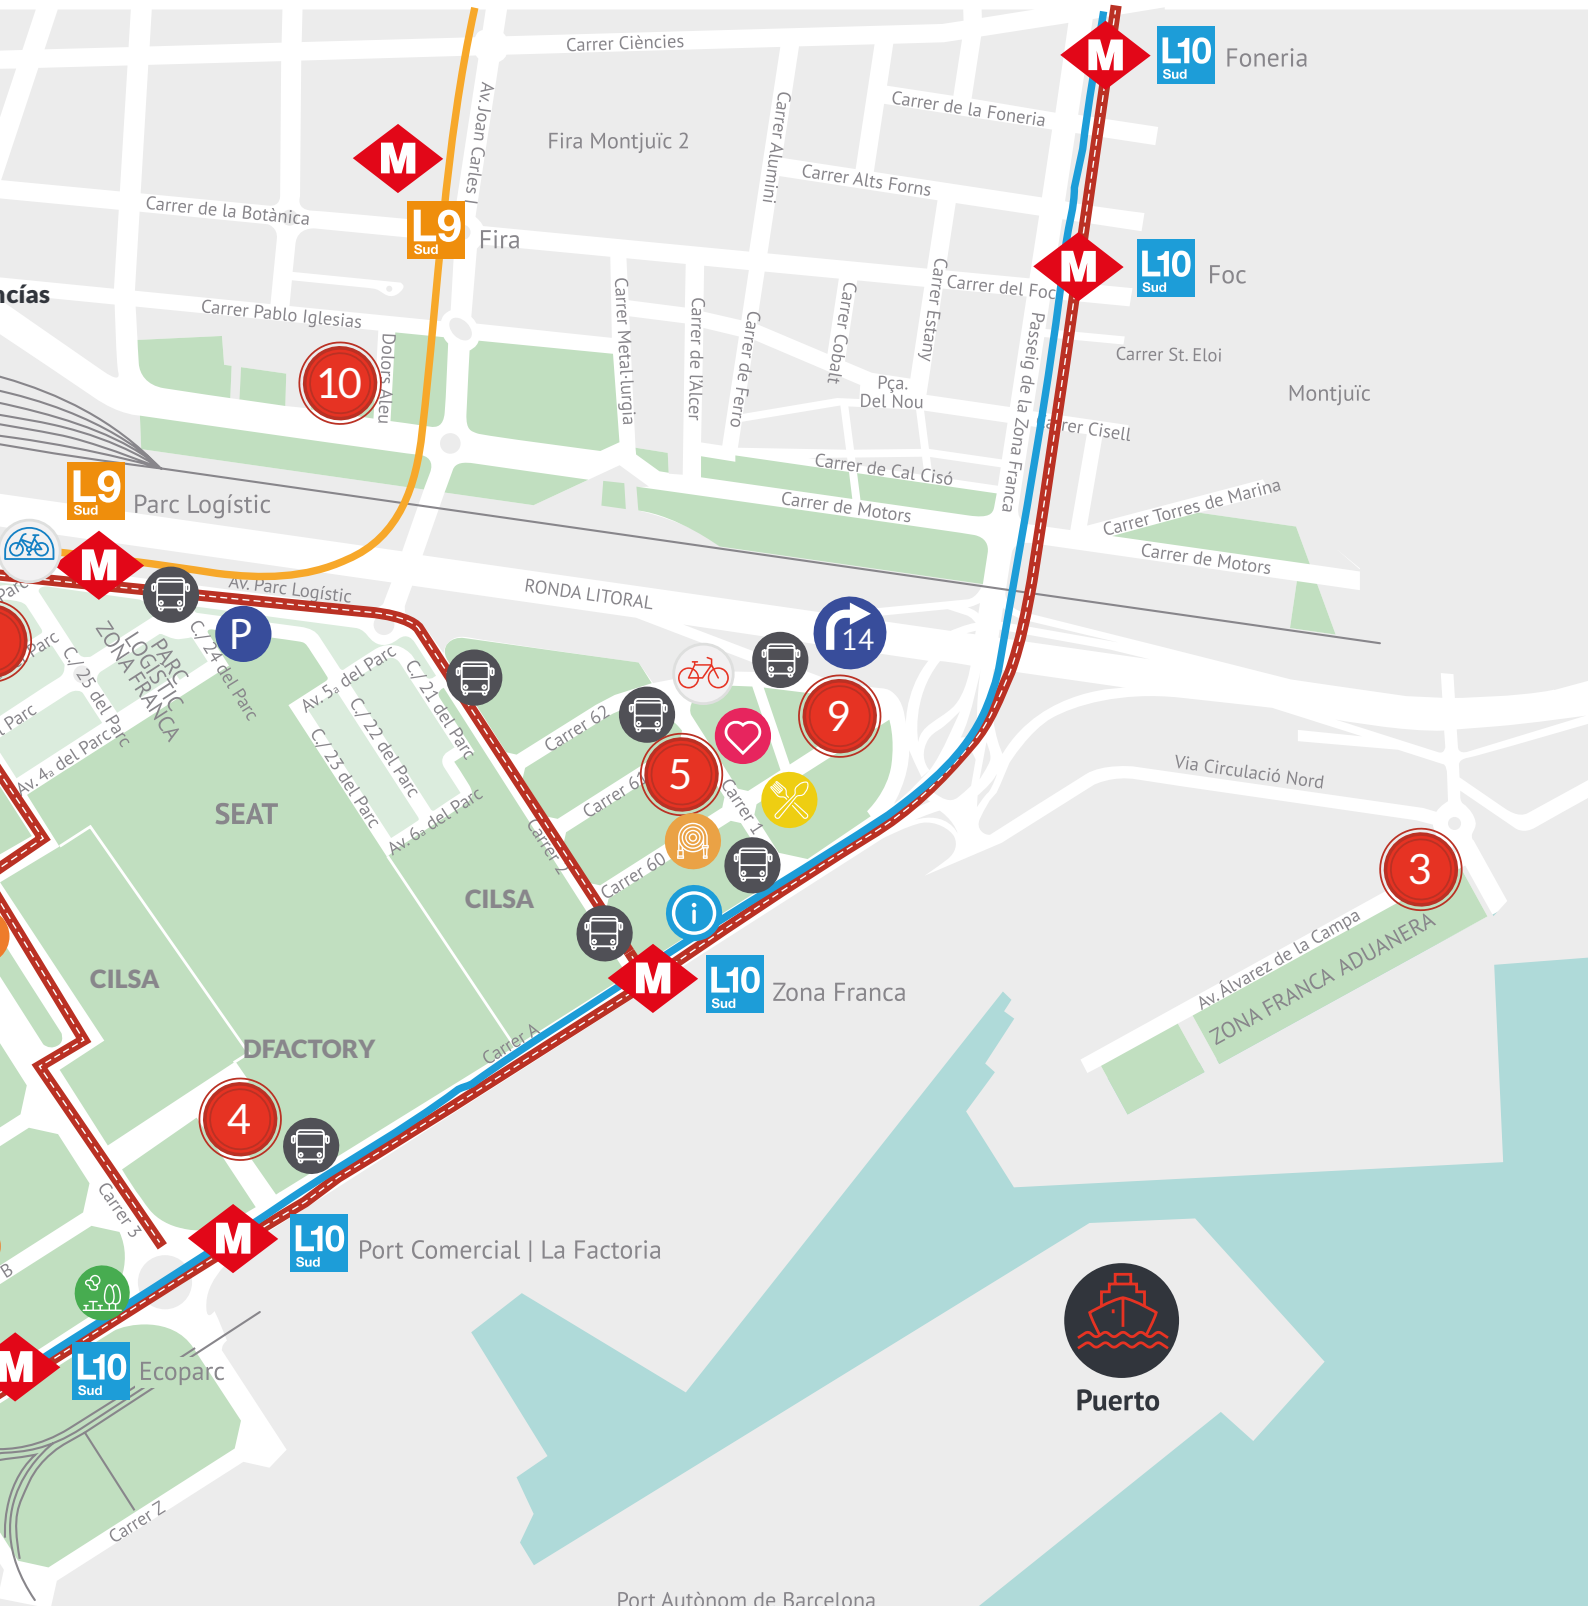 Carrer Ciències
M
L10
Sud
Foneria
Av. Joan Carles I
Carrer Alumini
Carrer de la Foneria
Fira Montjuïc 2
M
Carrer Alts Forns
Carrer de la Botànica
L9
Sud
Fira
M
L10
Sud
Foc
Carrer Estany
Carrer del Foc
ncías
Carrer Pablo Iglesias
Carrer Metal·lurgia
Carrer de l'Alcer
Carrer de Ferro
Carrer Cobalt
Passeig de la Zona Franca
Carrer St. Eloi
10
Dolors Aleu
Pça.
Del Nou
Montjuïc
Carrer Cisell
Carrer de Cal Cisó
L9
Sud
Parc Logístic
Carrer de Motors
Carrer Torres de Marina
Carrer de Motors
M
Av. Parc Logístic
RONDA LITORAL
Parc
P
14
PARC
LOGÍSTIC
ZONA FRANCA
C./ 24 del Parc
C./ 25 del Parc
Parc
Av. 5a del Parc
C./ 21 del Parc
C./ 22 del Parc
C./ 23 del Parc
l Parc
Av. 4a del Parc
Av. 6a del Parc
Carrer 62
9
5
Carrer 62
Carrer 1
Via Circulació Nord
SEAT
Carrer 2
Carrer 60
CILSA
3
i
Av. Álvarez de la Campa
ZONA FRANCA ADUANERA
CILSA
M
L10
Sud
Zona Franca
DFACTORY
Carrer A
4
Carrer 3
M
L10
Sud
Port Comercial | La Factoria
B
M
L10
Sud
Ecoparc
Puerto
Carrer Z
Port Autònom de Barcelona